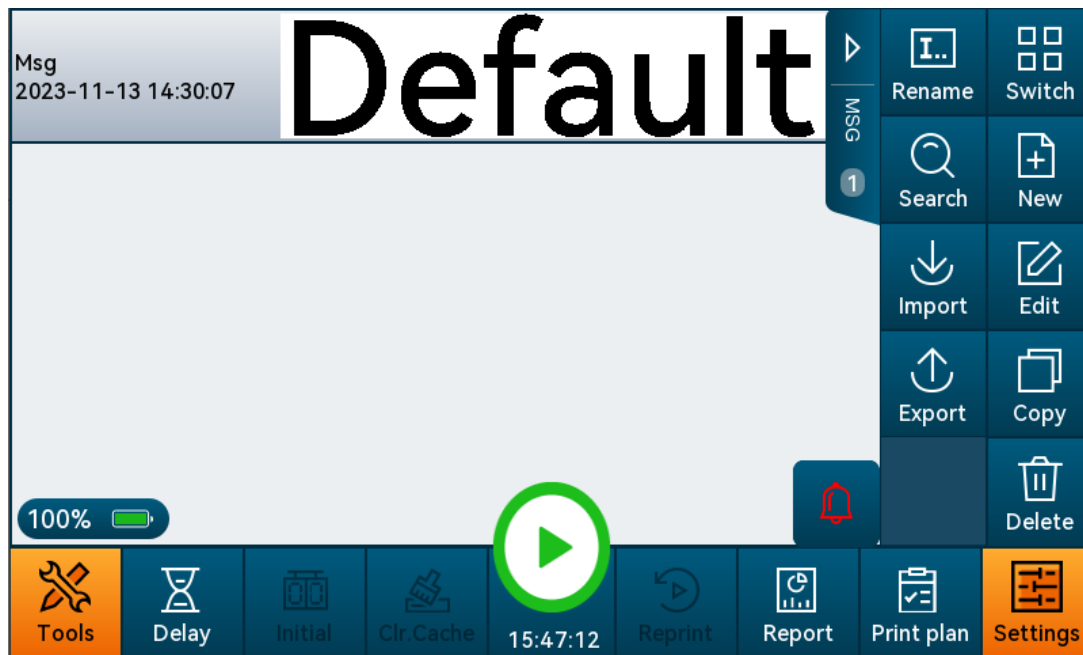 Msg
2023-11-13 14:30:07
Default
MSG
1
Rename
Switch
Search
New
Import
Edit
Export
Copy
Delete
100%
Tools
Delay
Initial
Clr.Cache
15:47:12
Reprint
Report
Print plan
Settings